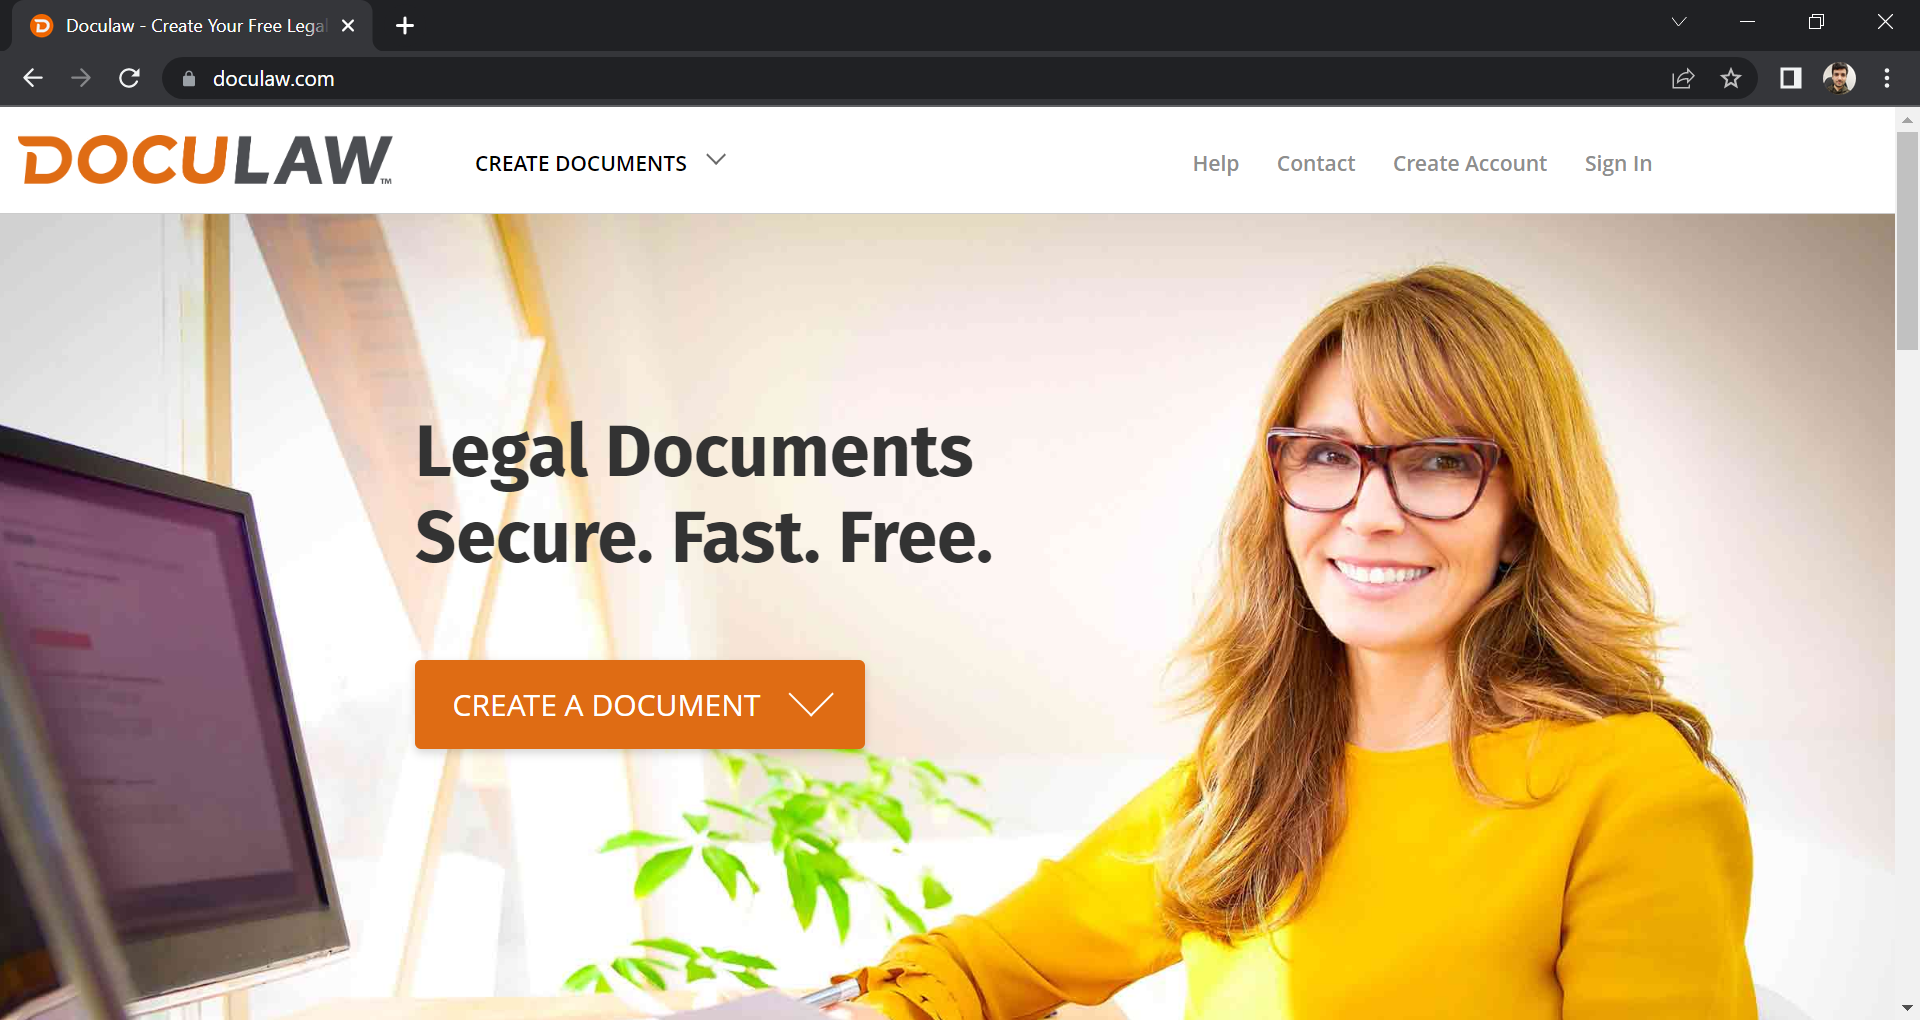 Doculaw - Create Your Free Lega
doculaw.com
DOCULAW™
CREATE DOCUMENTS
Help
Contact
Create Account
Sign In
Legal Documents
Secure. Fast. Free.
CREATE A DOCUMENT